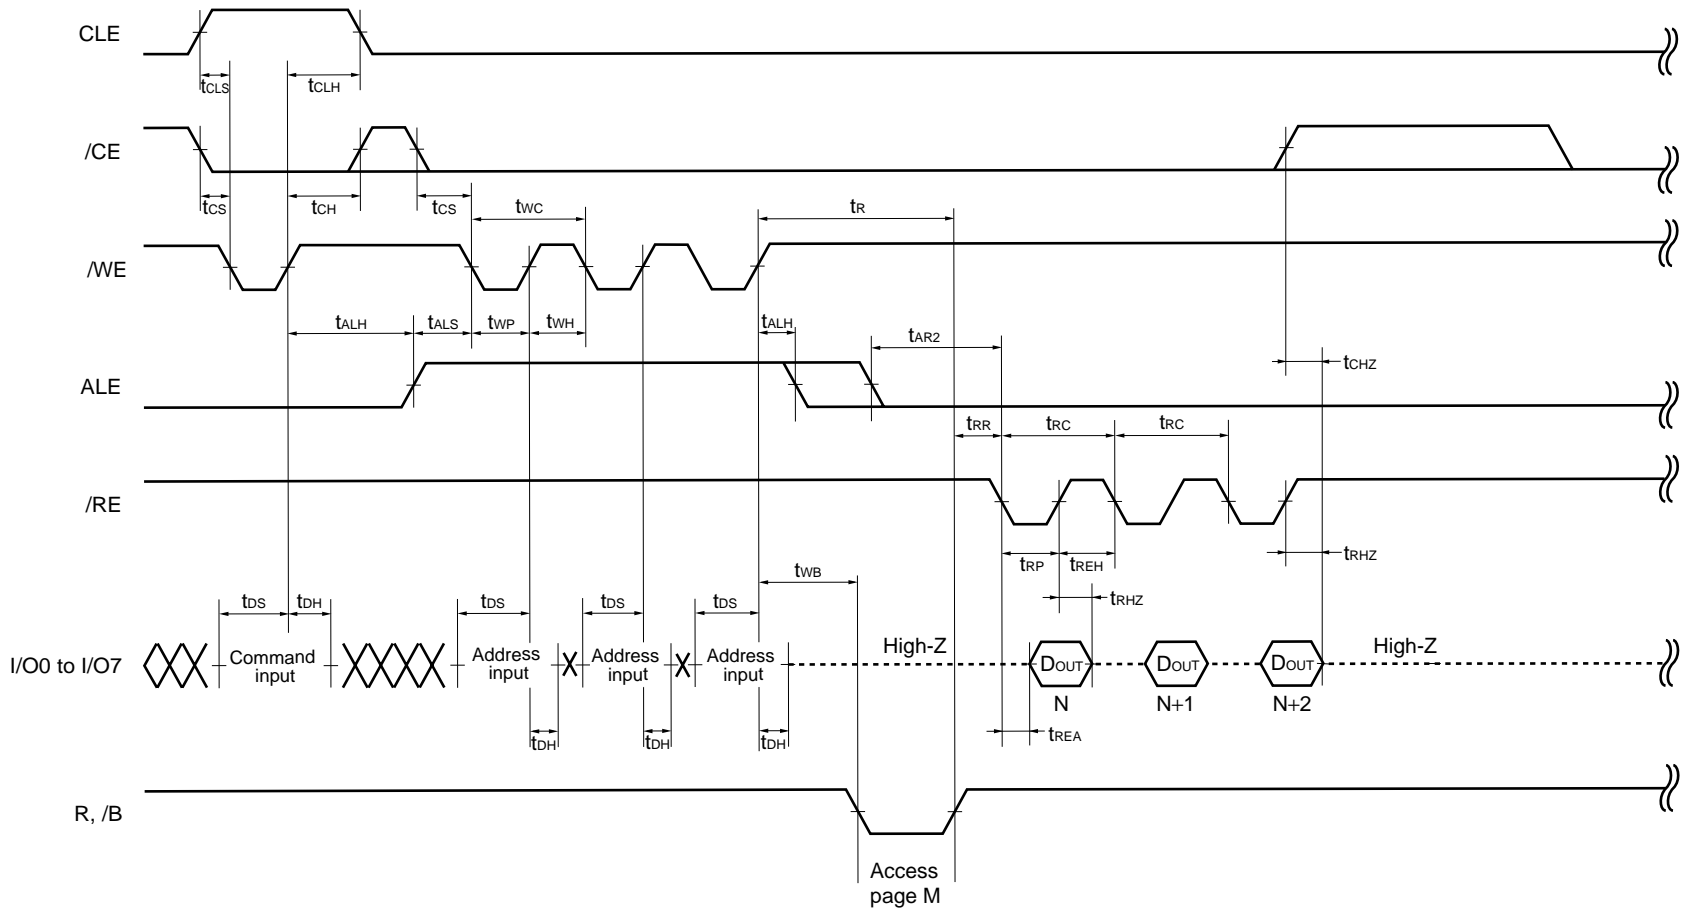 CLE
tCLS
tCLH
/CE
tCS
tCH
tCS
tWC
tR
/WE
tALH
tALS
tWP
tWH
tALH
tAR2
tCHZ
ALE
tRR
tRC
tRC
/RE
tRP
tREH
tRHZ
tWB
tRHZ
tDS
tDH
tDS
tDS
tDS
I/O0 to I/O7
Command
input
Address
input
Address
input
Address
input
High-Z
DOUT
DOUT
DOUT
High-Z
N
N+1
N+2
tDH
tDH
tDH
tREA
R, /B
Access
page M